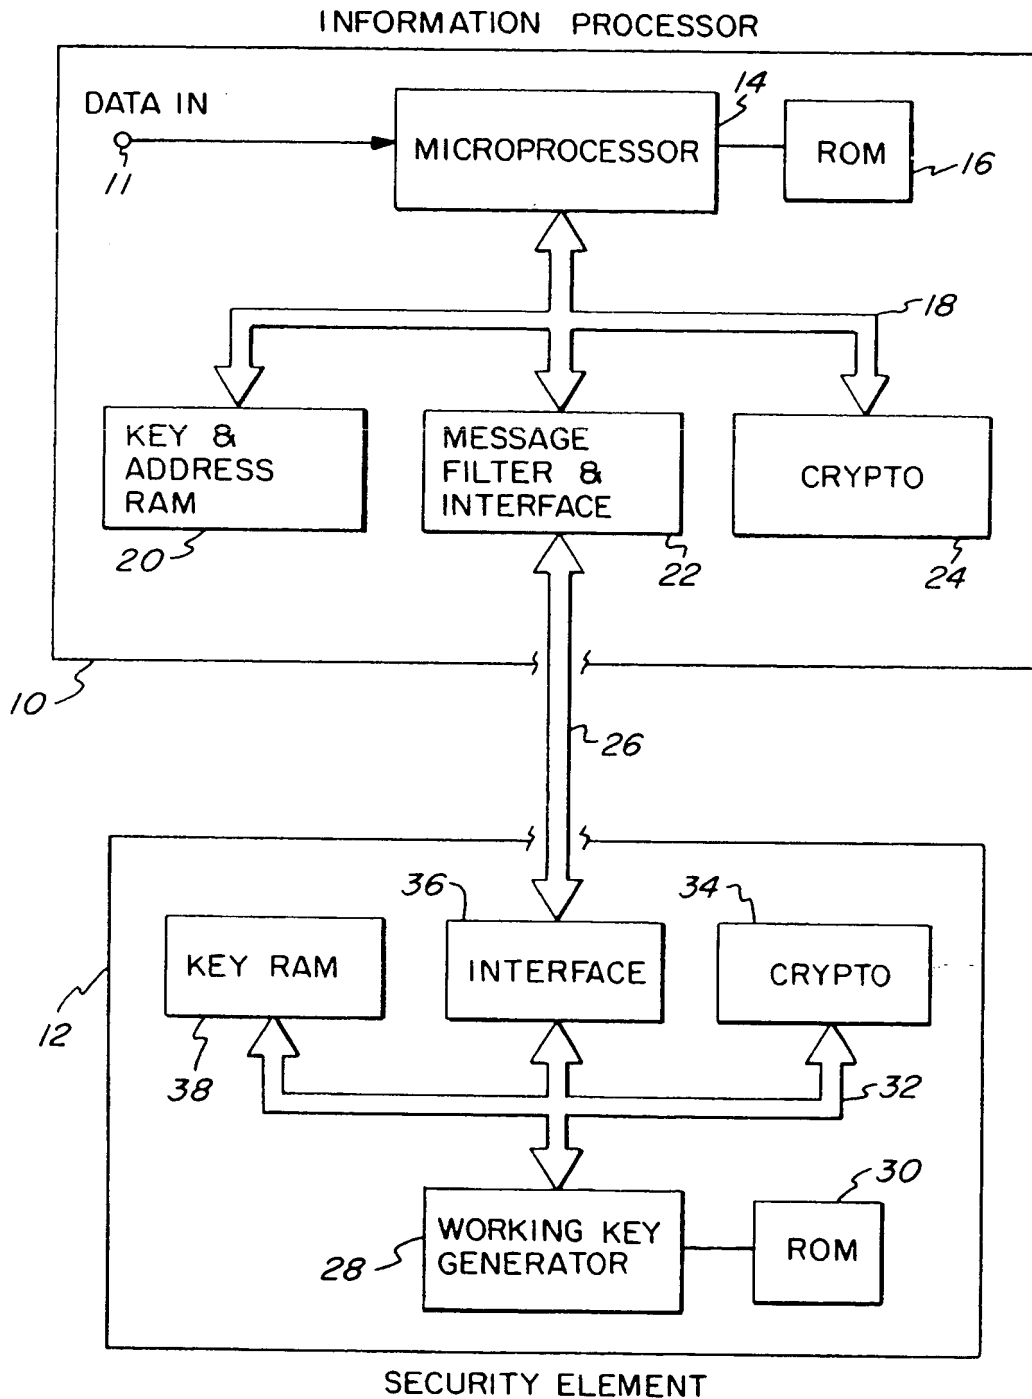 INFORMATION PROCESSOR
DATA IN
11
MICROPROCESSOR
14
ROM
16
18
KEY &
ADDRESS
RAM
20
MESSAGE
FILTER &
INTERFACE
22
CRYPTO
24
10
26
12
KEY RAM
38
36
INTERFACE
34
CRYPTO
32
WORKING KEY
GENERATOR
28
30
ROM
SECURITY ELEMENT